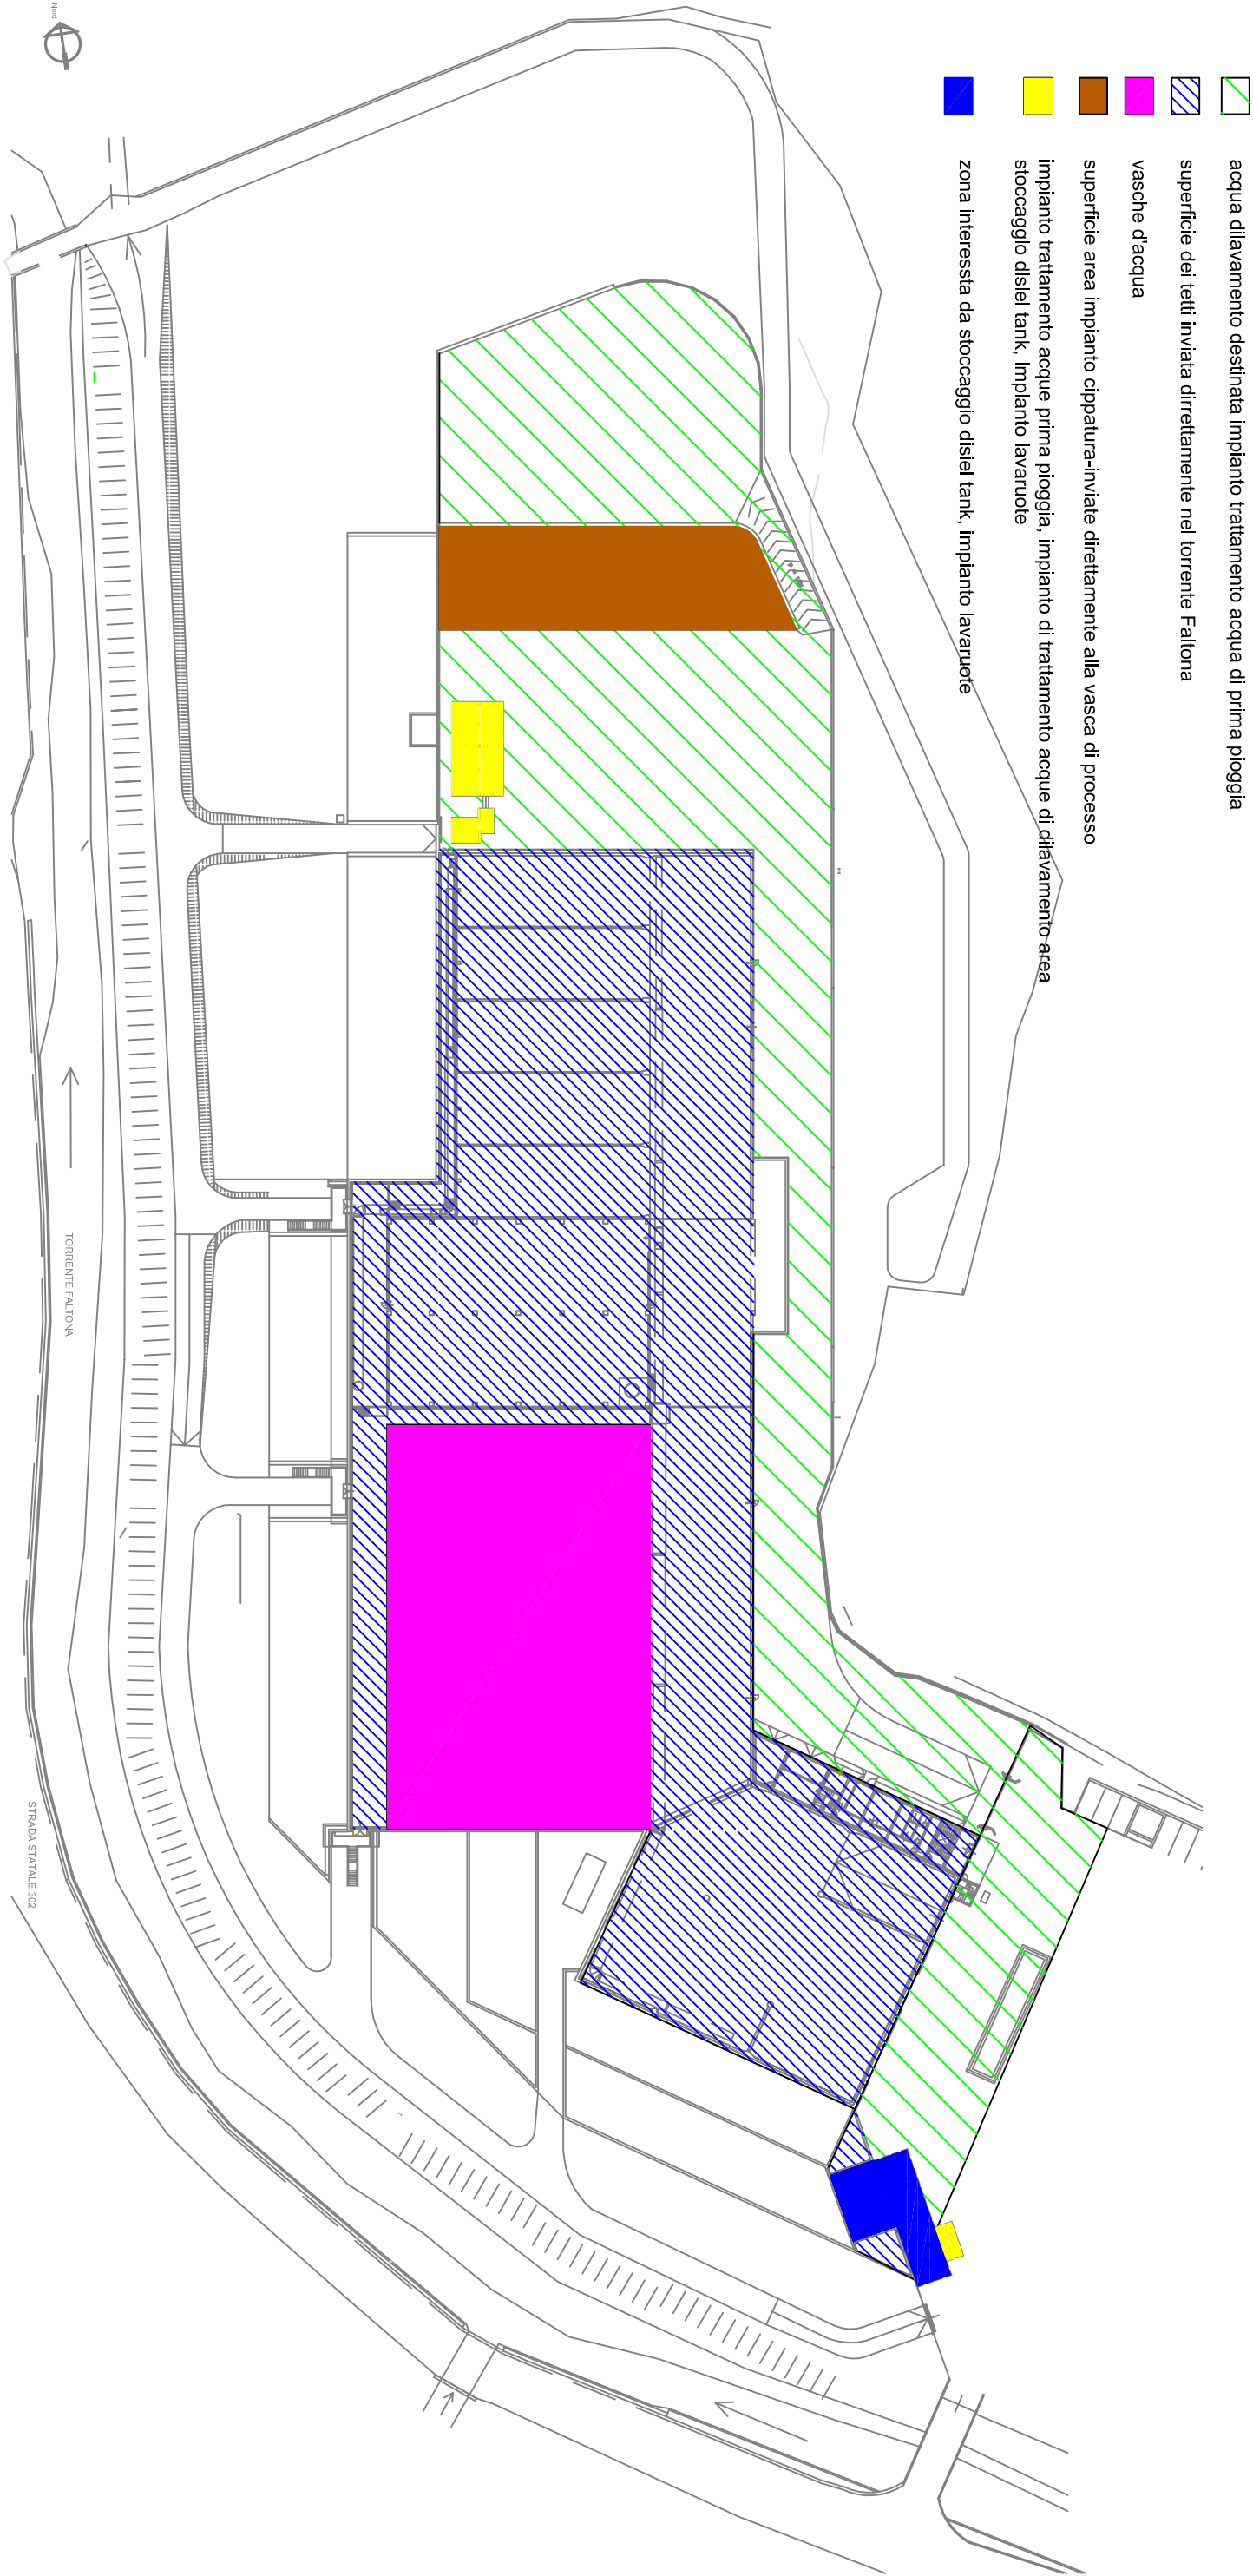 acqua dilavamento destinata impianto trattamento acqua di prima pioggia
superficie dei tetti inviata dirrettamente nel torrente Faltona
vasche d'acqua
superficie area impianto cippatura-inviate direttamente alla vasca di processo
impianto trattamento acque prima pioggia, impianto di trattamento acque di dilavamento area
stoccaggio disiel tank, impianto lavaruote
zona interessta da stoccaggio disiel tank, impianto lavaruote
Nord
TORRENTE FALTONA
STRADA STATALE 302